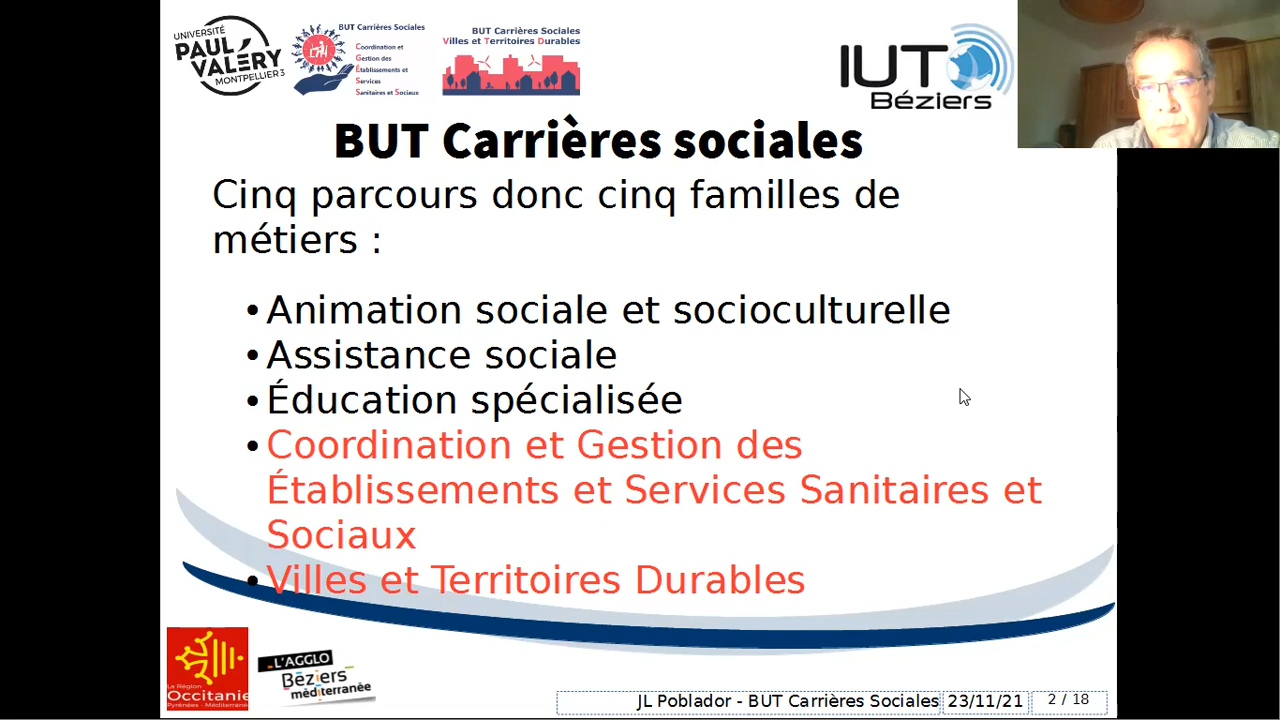 UNIVERSITÉ
PAUL
VALÉRY
MONTPELLIER 3
BUT Carrières Sociales
Coordination et
Gestion des
Établissements et
Services
Sanitaires et Sociaux
BUT Carrières Sociales
Villes et Territoires Durables
IUT
Béziers
BUT Carrières sociales
Cinq parcours donc cinq familles de
métiers :
•Animation sociale et socioculturelle
•Assistance sociale
•Éducation spécialisée
•Coordination et Gestion des
Établissements et Services Sanitaires et
Sociaux
•Villes et Territoires Durables
La Région
Occitanie
Pyrénées - Méditerranée
L'AGGLO
Béziers
méditerranée
JL Poblador - BUT Carrières Sociales 23/11/21 2 / 18